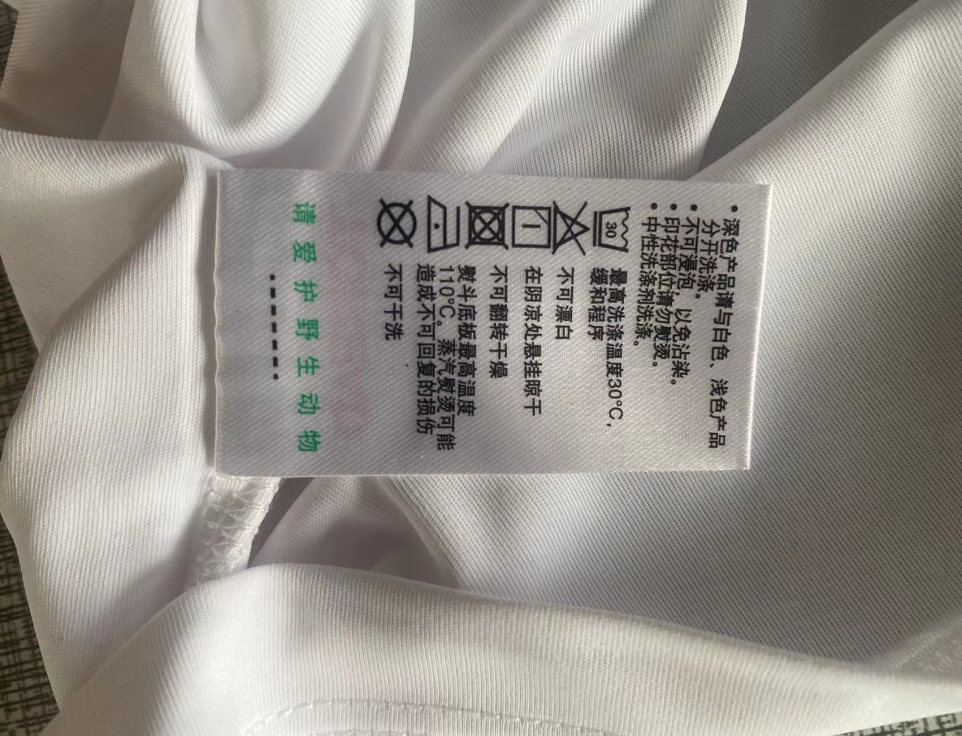 • 深色产品请与白色、浅色产品
分开洗涤。
• 不可浸泡，以免沾染。
• 印花部位请勿熨烫。
• 中性洗涤剂洗涤。
30
最高洗涤温度30°C，
缓和程序
不可漂白
在阴凉处悬挂晾干
不可翻转干燥
熨斗底板最高温度
110°C。蒸汽熨烫可能
造成不可回复的损伤
不可干洗
请爱护野生动物